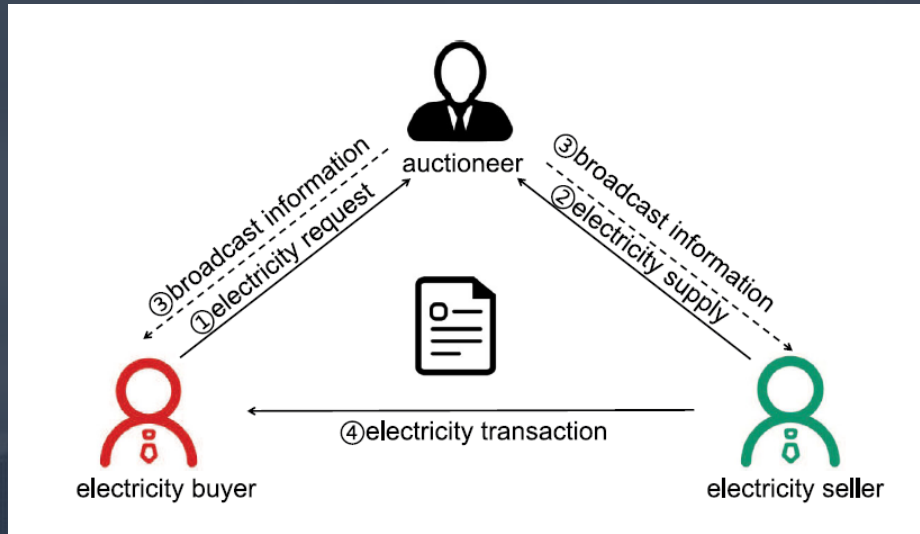 auctioneer
③broadcast information
①electricity request
③broadcast information
②electricity supply
④electricity transaction
electricity buyer
electricity seller